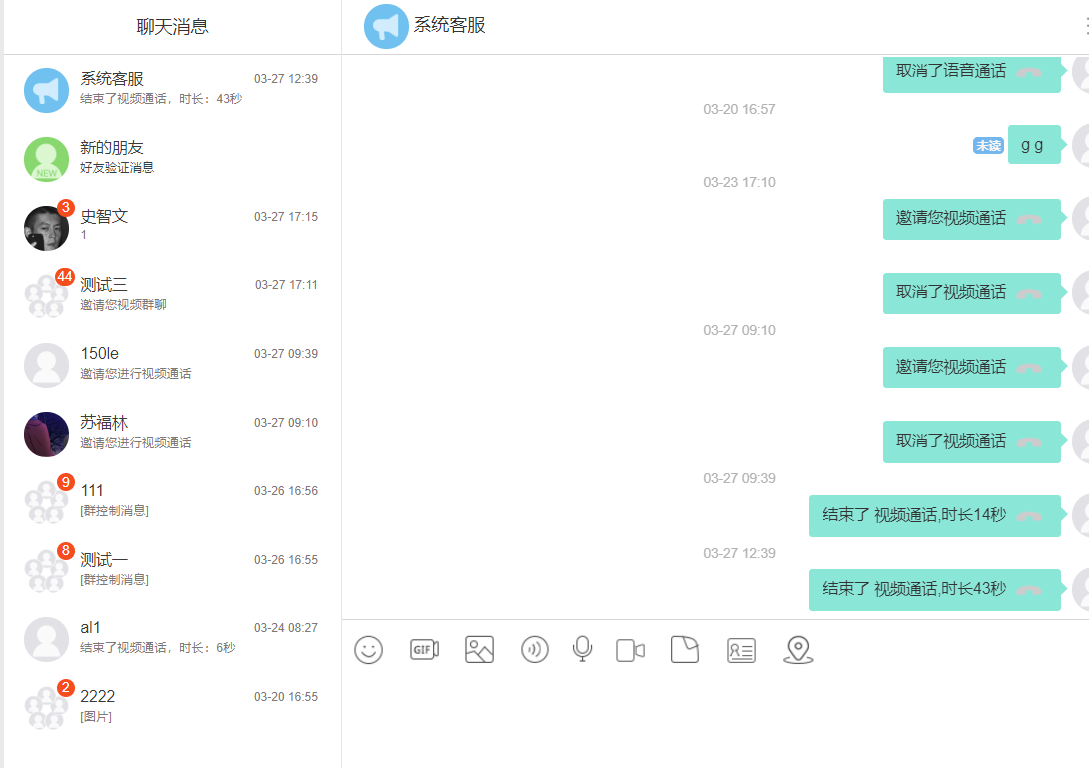 聊天消息
系统客服
03-27 12:39
结束了视频通话，时长：43秒
新的朋友
好友验证消息
NEW
3
史智文
03-27 17:15
1
44
测试三
03-27 17:11
邀请您视频群聊
150le
03-27 09:39
邀请您进行视频通话
苏福林
03-27 09:10
邀请您进行视频通话
9
111
03-26 16:56
[群控制消息]
8
测试一
03-26 16:55
[群控制消息]
al1
03-24 08:27
结束了视频通话，时长：6秒
2
2222
03-20 16:55
[图片]
系统客服
取消了语音通话
03-20 16:57
未读
g g
03-23 17:10
邀请您视频通话
取消了视频通话
03-27 09:10
邀请您视频通话
取消了视频通话
03-27 09:39
结束了 视频通话,时长14秒
03-27 12:39
结束了 视频通话,时长43秒
GIF